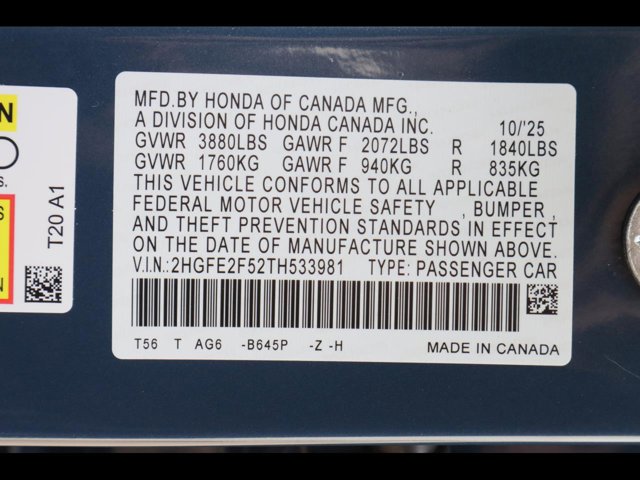 MFD.BY HONDA OF CANADA MFG.,
A DIVISION OF HONDA CANADA INC. 10/'25
GVWR 3880LBS GAWR F 2072LBS R 1840LBS
GVWR 1760KG GAWR F 940KG R 835KG
THIS VEHICLE CONFORMS TO ALL APPLICABLE
FEDERAL MOTOR VEHICLE SAFETY , BUMPER ,
AND THEFT PREVENTION STANDARDS IN EFFECT
ON THE DATE OF MANUFACTURE SHOWN ABOVE.
V.I.N.:2HGFE2F52TH533981 TYPE: PASSENGER CAR
T56 T AG6 -B645P -Z -H MADE IN CANADA
T20 A1
N
s.
S
N